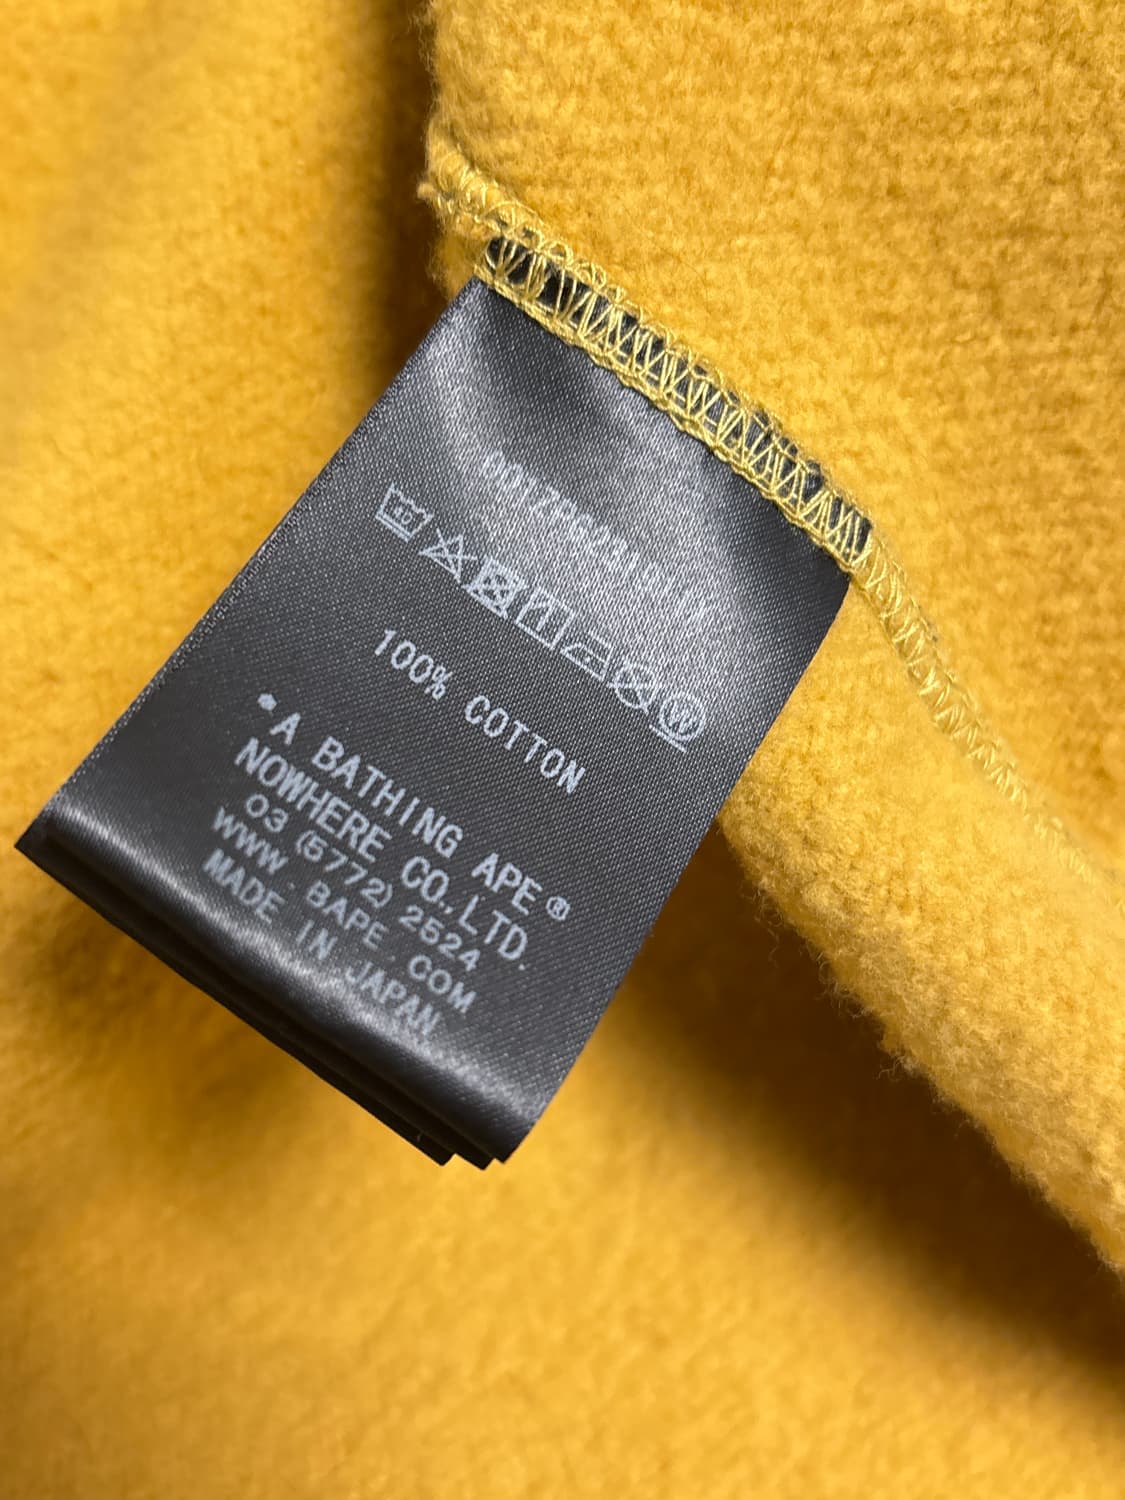 100% COTTON
A BATHING APE®
NOWHERE CO.,LTD.
03 (5772) 2524
WWW.BAPE.COM
MADE IN JAPAN